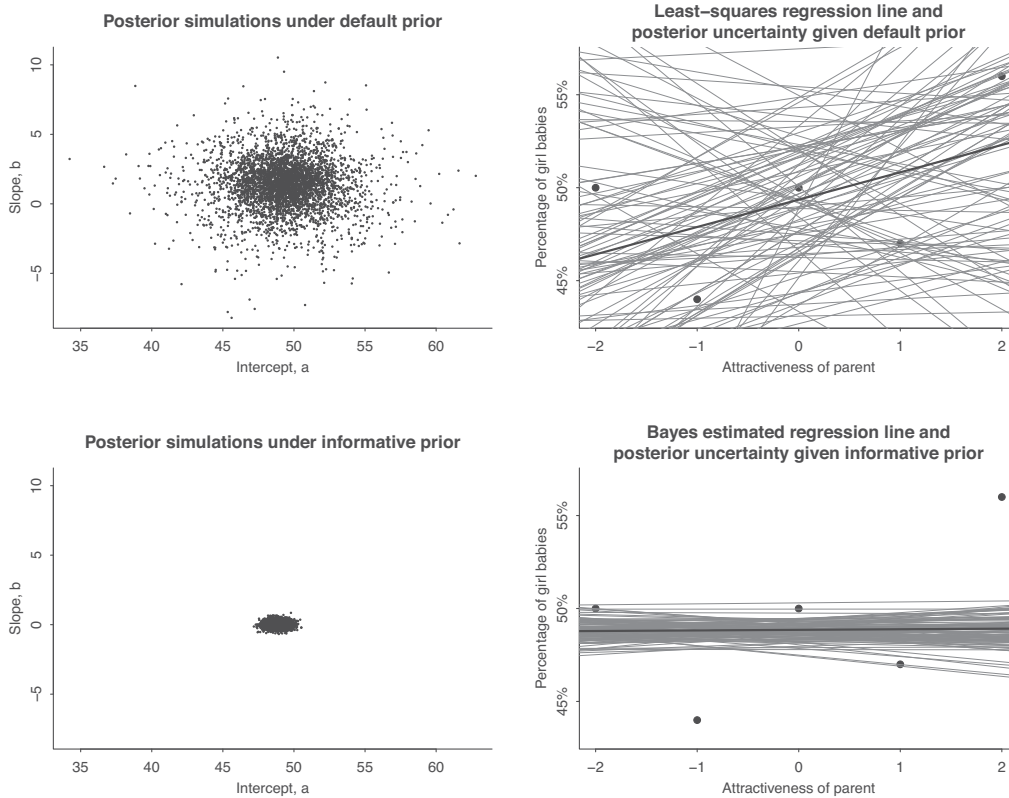 Posterior simulations under default prior
Slope, b
10
5
0
−5
35 40 45 50 55 60
Intercept, a
Least−squares regression line and
posterior uncertainty given default prior
Percentage of girl babies
55%
50%
45%
−2 −1 0 1 2
Attractiveness of parent
Posterior simulations under informative prior
Slope, b
10
5
0
−5
35 40 45 50 55 60
Intercept, a
Bayes estimated regression line and
posterior uncertainty given informative prior
Percentage of girl babies
55%
50%
45%
−2 −1 0 1 2
Attractiveness of parent